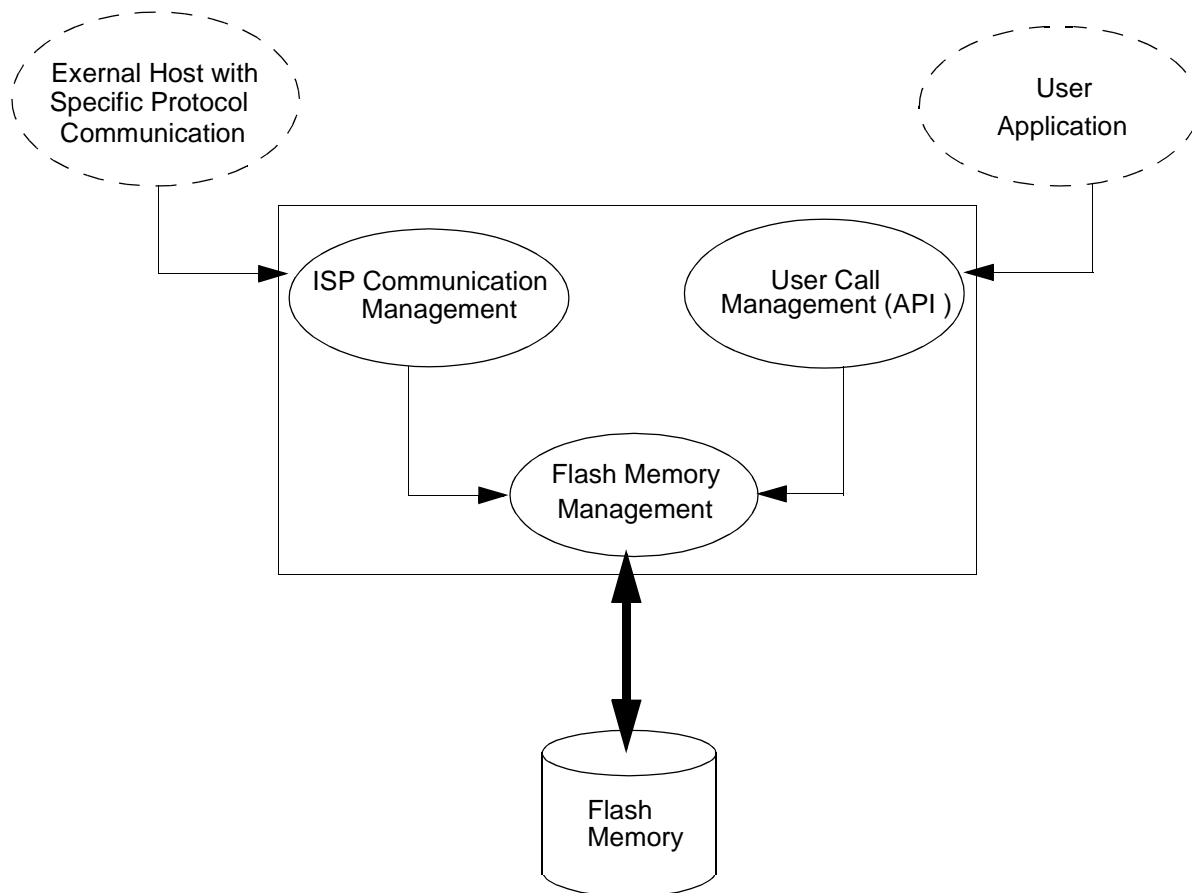 Exernal Host with
Specific Protocol
Communication
User
Application
ISP Communication
Management
User Call
Management (API )
Flash Memory
Management
Flash
Memory